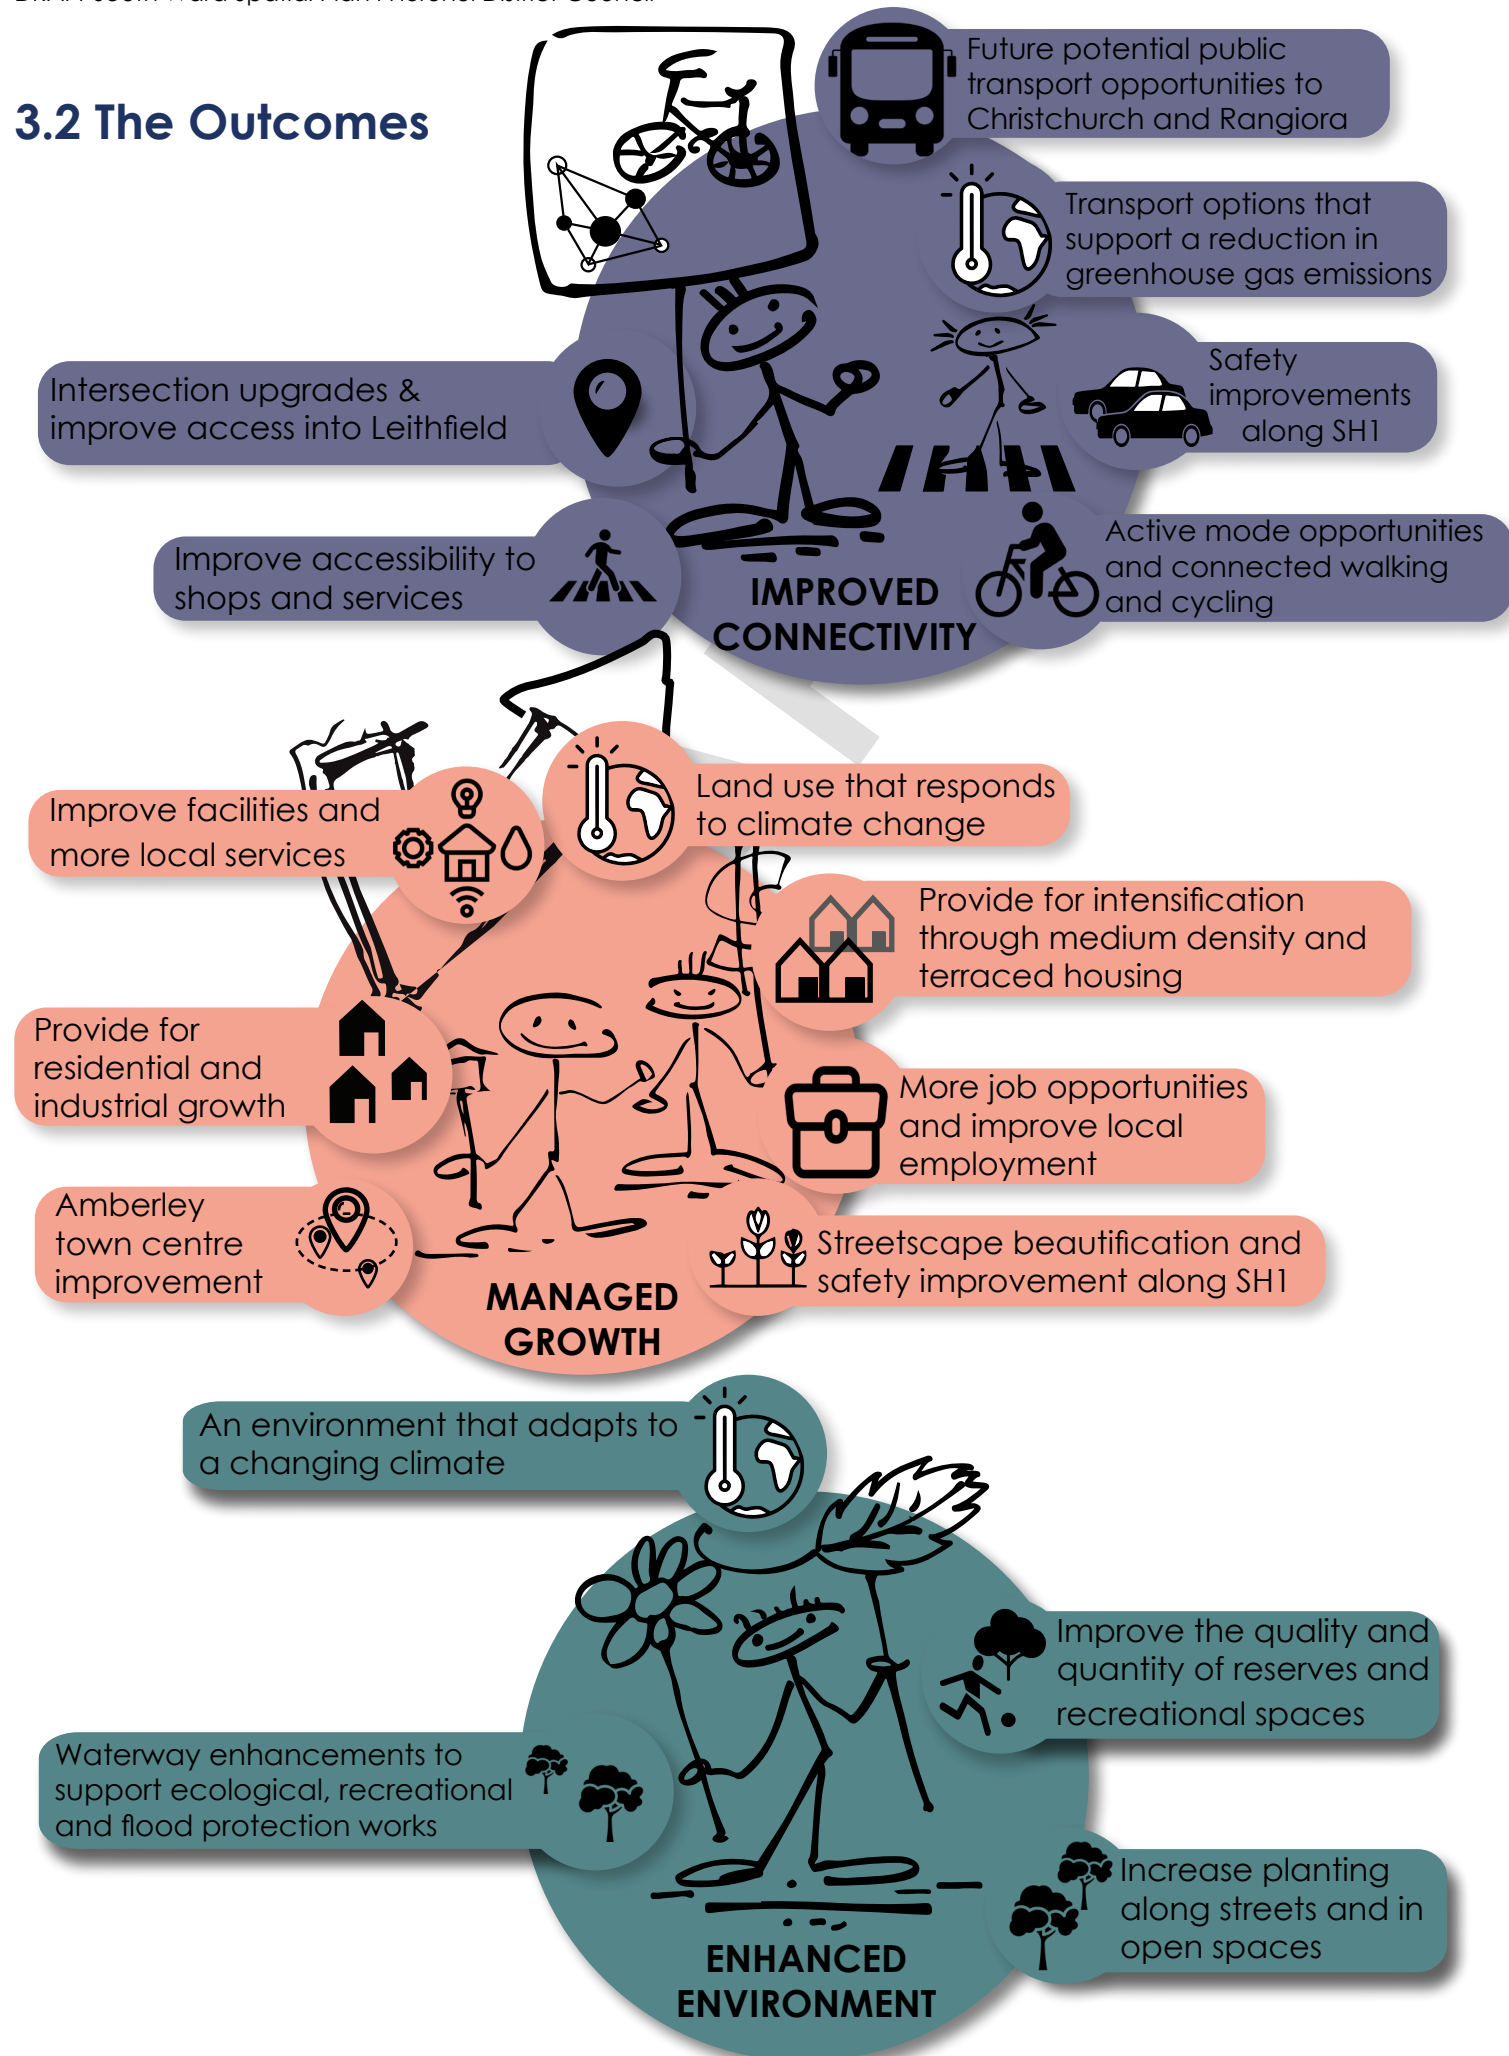 3.2 The Outcomes
Future potential public
transport opportunities to
Christchurch and Rangiora
Transport options that
support a reduction in
greenhouse gas emissions
Safety
improvements
along SH1
Active mode opportunities
and connected walking
and cycling
Intersection upgrades &
improve access into Leithfield
Improve accessibility to
shops and services
IMPROVED
CONNECTIVITY
Land use that responds
to climate change
Improve facilities and
more local services
Provide for intensification
through medium density and
terraced housing
Provide for
residential and
industrial growth
More job opportunities
and improve local
employment
Amberley
town centre
improvement
Streetscape beautification and
safety improvement along SH1
MANAGED
GROWTH
An environment that adapts to
a changing climate
Improve the quality and
quantity of reserves and
recreational spaces
Waterway enhancements to
support ecological, recreational
and flood protection works
Increase planting
along streets and in
open spaces
ENHANCED
ENVIRONMENT